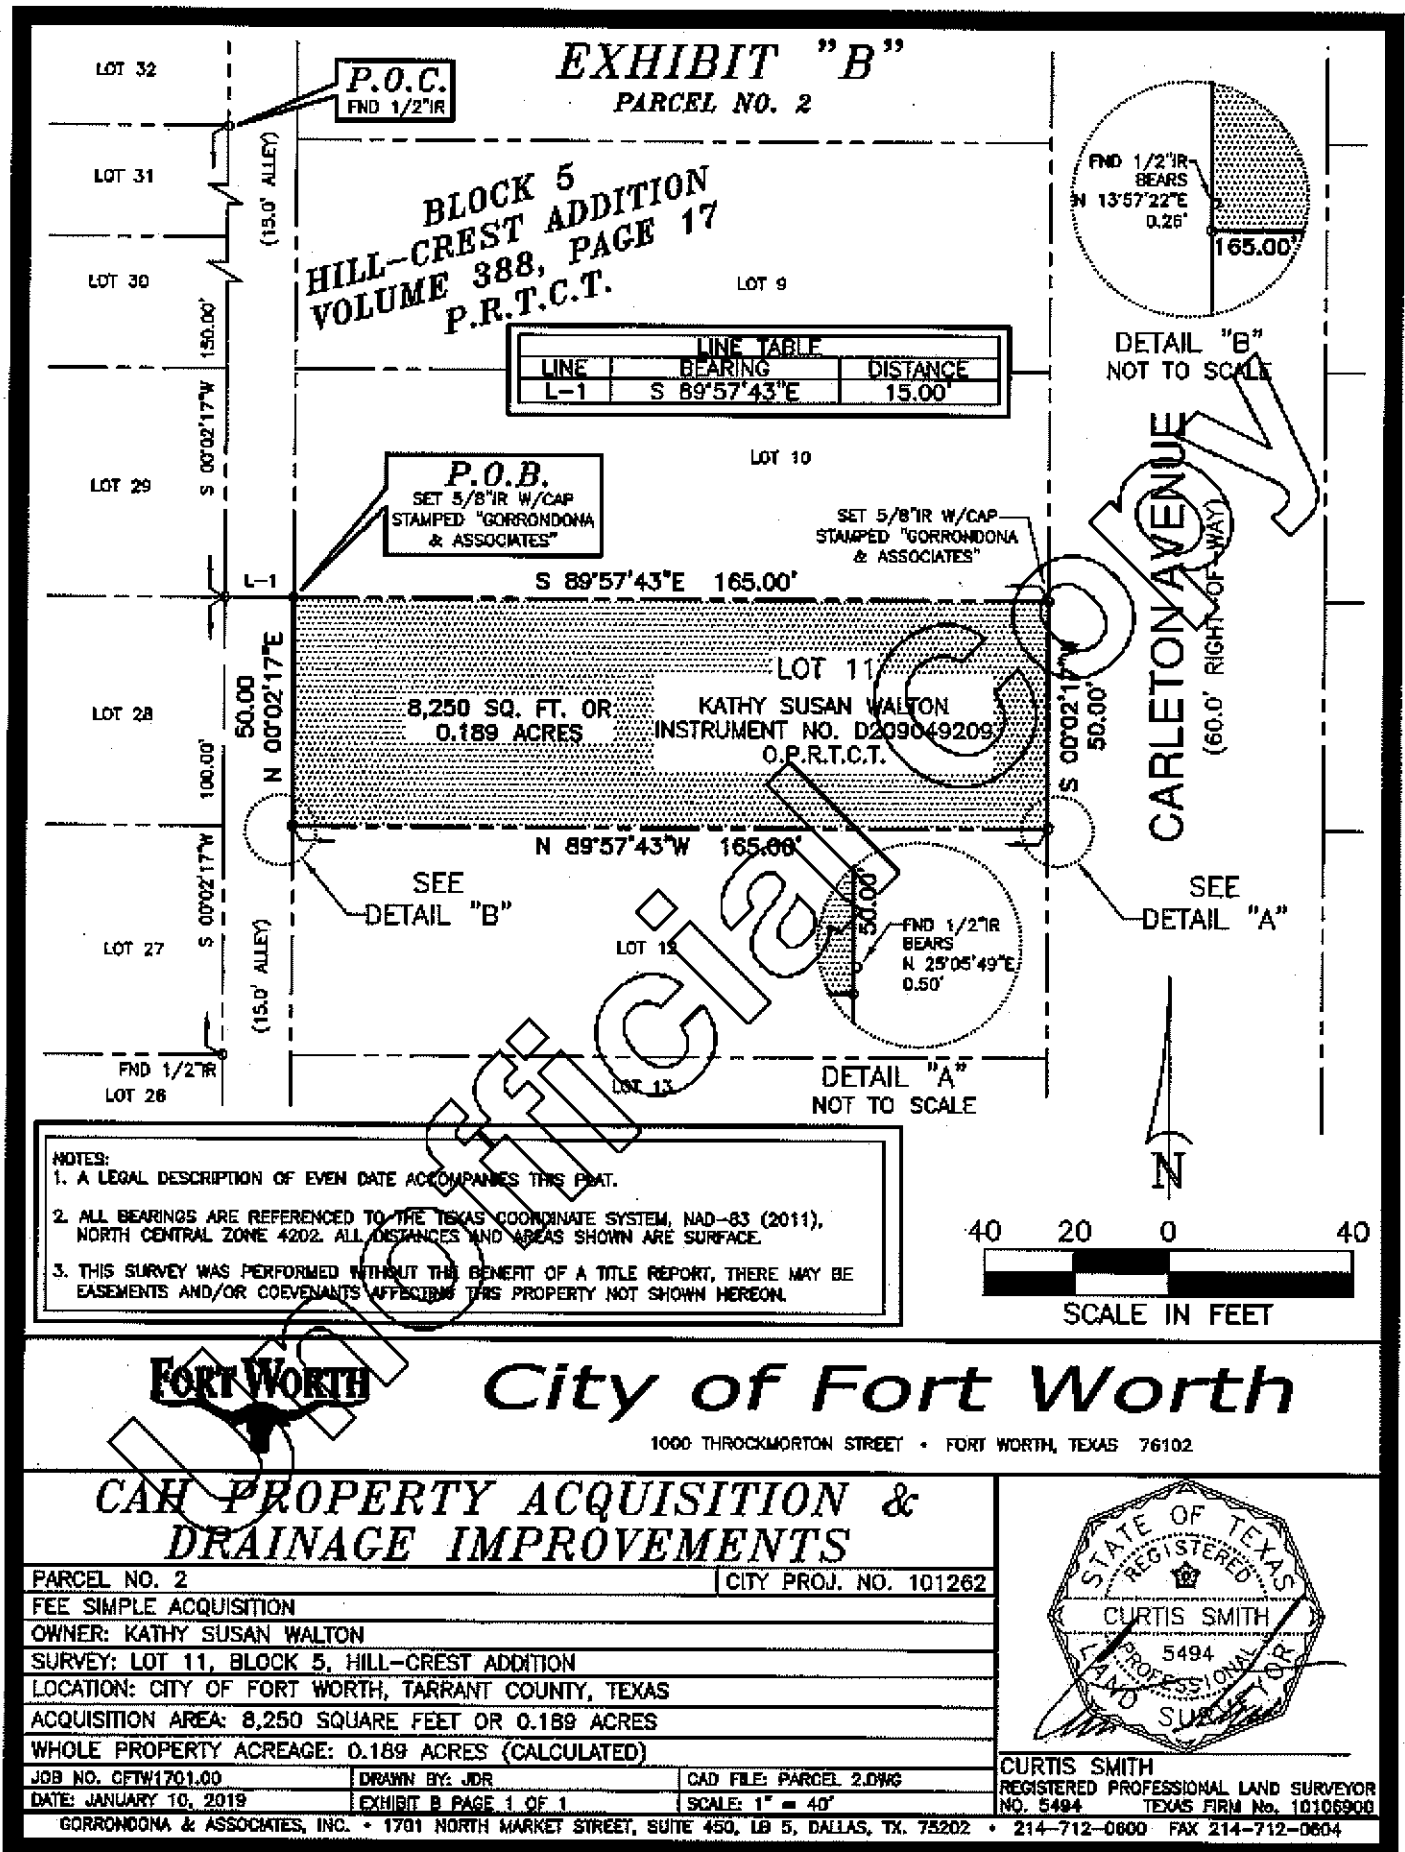 EXHIBIT "B"
PARCEL NO. 2
LOT 32
P.O.C.
FND 1/2"IR
LOT 31
(15.0' ALLEY)
LOT 30
BLOCK 5
HILL-CREST ADDITION
VOLUME 388, PAGE 17
P.R.T.C.T.
LOT 9
FND 1/2"IR
BEARS
N 13°57'22"E
0.26'
165.00'
DETAIL "B"
NOT TO SCALE
LINE TABLE
LINE BEARING DISTANCE
L-1 S 89°57'43"E 15.00'
S 00°02'17"W 150.00'
LOT 29
LOT 10
P.O.B.
SET 5/8"IR W/CAP
STAMPED "GORRONDONA
& ASSOCIATES"
SET 5/8"IR W/CAP
STAMPED "GORRONDONA
& ASSOCIATES"
CARLETON AVENUE
(60.0' RIGHT-OF-WAY)
L-1
S 89°57'43"E 165.00'
LOT 28
50.00
N 00°02'17"E
8,250 SQ. FT. OR
0.189 ACRES
LOT 11
KATHY SUSAN WALTON
INSTRUMENT NO. D209049209
O.P.R.T.C.T.
S 00°02'17"W
50.00'
S 00°02'17"W 100.00'
N 89°57'43"W 165.00'
SEE
DETAIL "B"
SEE
DETAIL "A"
LOT 27
(15.0' ALLEY)
LOT 12
50.00'
FND 1/2"IR
BEARS
N 25°05'49"E
0.50'
FND 1/2"IR
LOT 26
LOT 13
DETAIL "A"
NOT TO SCALE
NOTES:
1. A LEGAL DESCRIPTION OF EVEN DATE ACCOMPANIES THIS PLAT.
2. ALL BEARINGS ARE REFERENCED TO THE TEXAS COORDINATE SYSTEM, NAD-83 (2011),
NORTH CENTRAL ZONE 4202. ALL DISTANCES AND AREAS SHOWN ARE SURFACE.
3. THIS SURVEY WAS PERFORMED WITHOUT THE BENEFIT OF A TITLE REPORT, THERE MAY BE
EASEMENTS AND/OR COEVENANTS AFFECTING THIS PROPERTY NOT SHOWN HEREON.
N
40 20 0 40
SCALE IN FEET
Unofficial Copy
FORT WORTH
City of Fort Worth
1000 THROCKMORTON STREET • FORT WORTH, TEXAS 76102
CAH PROPERTY ACQUISITION &
DRAINAGE IMPROVEMENTS
PARCEL NO. 2 CITY PROJ. NO. 101262
FEE SIMPLE ACQUISITION
OWNER: KATHY SUSAN WALTON
SURVEY: LOT 11, BLOCK 5, HILL-CREST ADDITION
LOCATION: CITY OF FORT WORTH, TARRANT COUNTY, TEXAS
ACQUISITION AREA: 8,250 SQUARE FEET OR 0.189 ACRES
WHOLE PROPERTY ACREAGE: 0.189 ACRES (CALCULATED)
JOB NO. CFTW1701.00 DRAWN BY: JDR CAD FILE: PARCEL 2.DWG
DATE: JANUARY 10, 2019 EXHIBIT B PAGE 1 OF 1 SCALE: 1" = 40'
STATE OF TEXAS
REGISTERED
CURTIS SMITH
5494
PROFESSIONAL
LAND SURVEYOR
CURTIS SMITH
REGISTERED PROFESSIONAL LAND SURVEYOR
NO. 5494 TEXAS FIRM No. 10106900
GORRONDONA & ASSOCIATES, INC. • 1701 NORTH MARKET STREET, SUITE 450, LB 5, DALLAS, TX. 75202 • 214-712-0600 FAX 214-712-0604